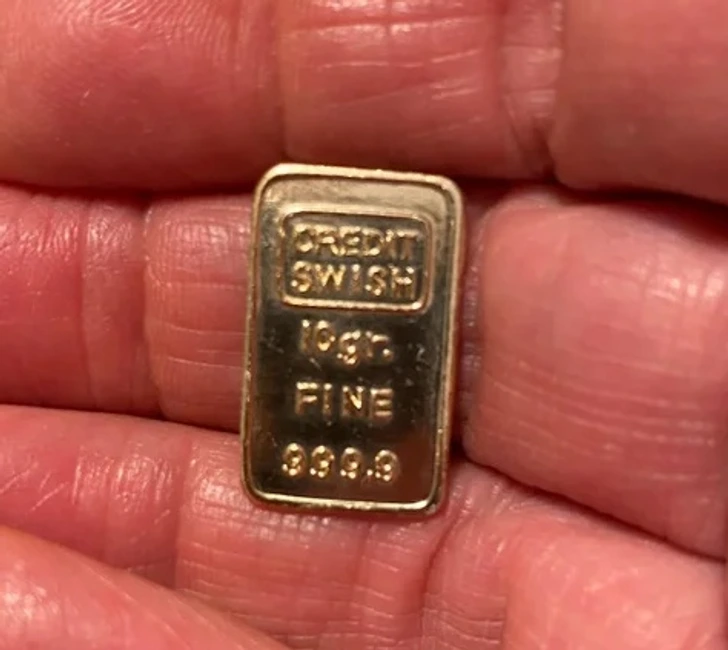 CREDIT
SWISH
10gr.
FINE
999.9